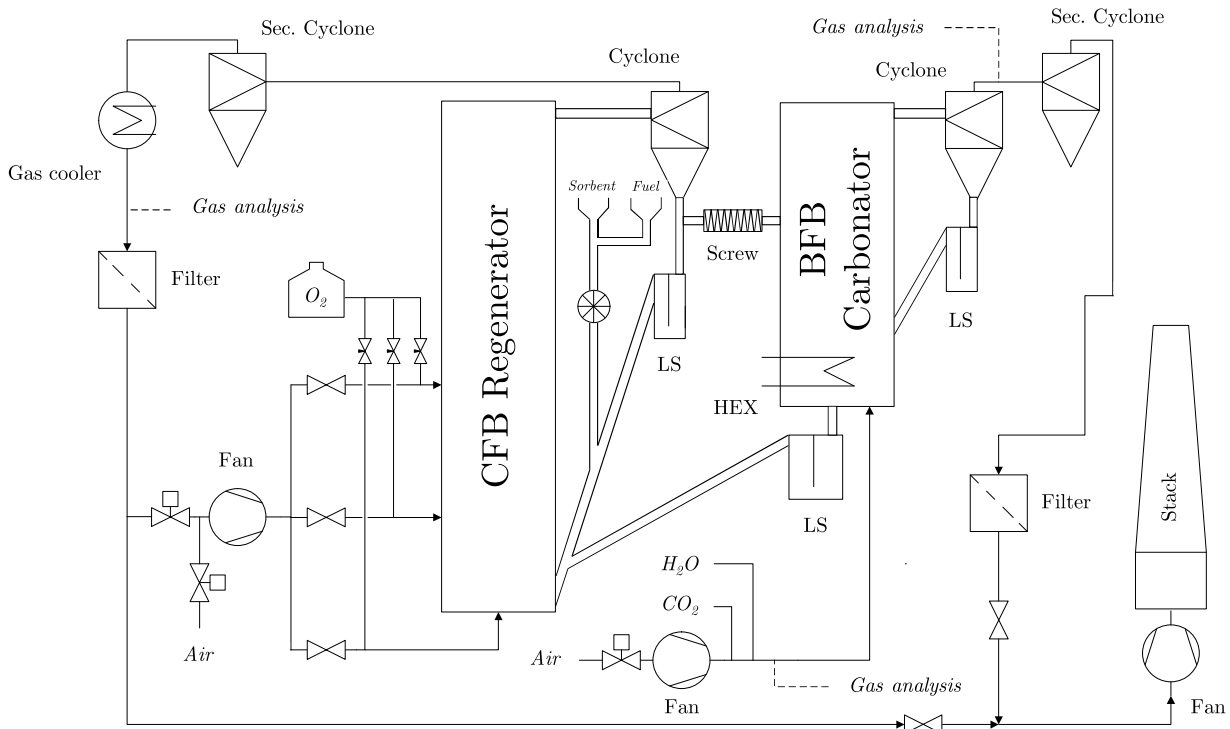 Sec. Cyclone
Gas analysis
Sec. Cyclone
Cyclone
Cyclone
Gas cooler
Sorbent
Fuel
Gas analysis
Screw
Filter
O₂
CFB Regenerator
BFB
Carbonator
LS
LS
HEX
Fan
LS
Filter
Stack
H₂O
CO₂
Air
Air
Fan
Gas analysis
Fan